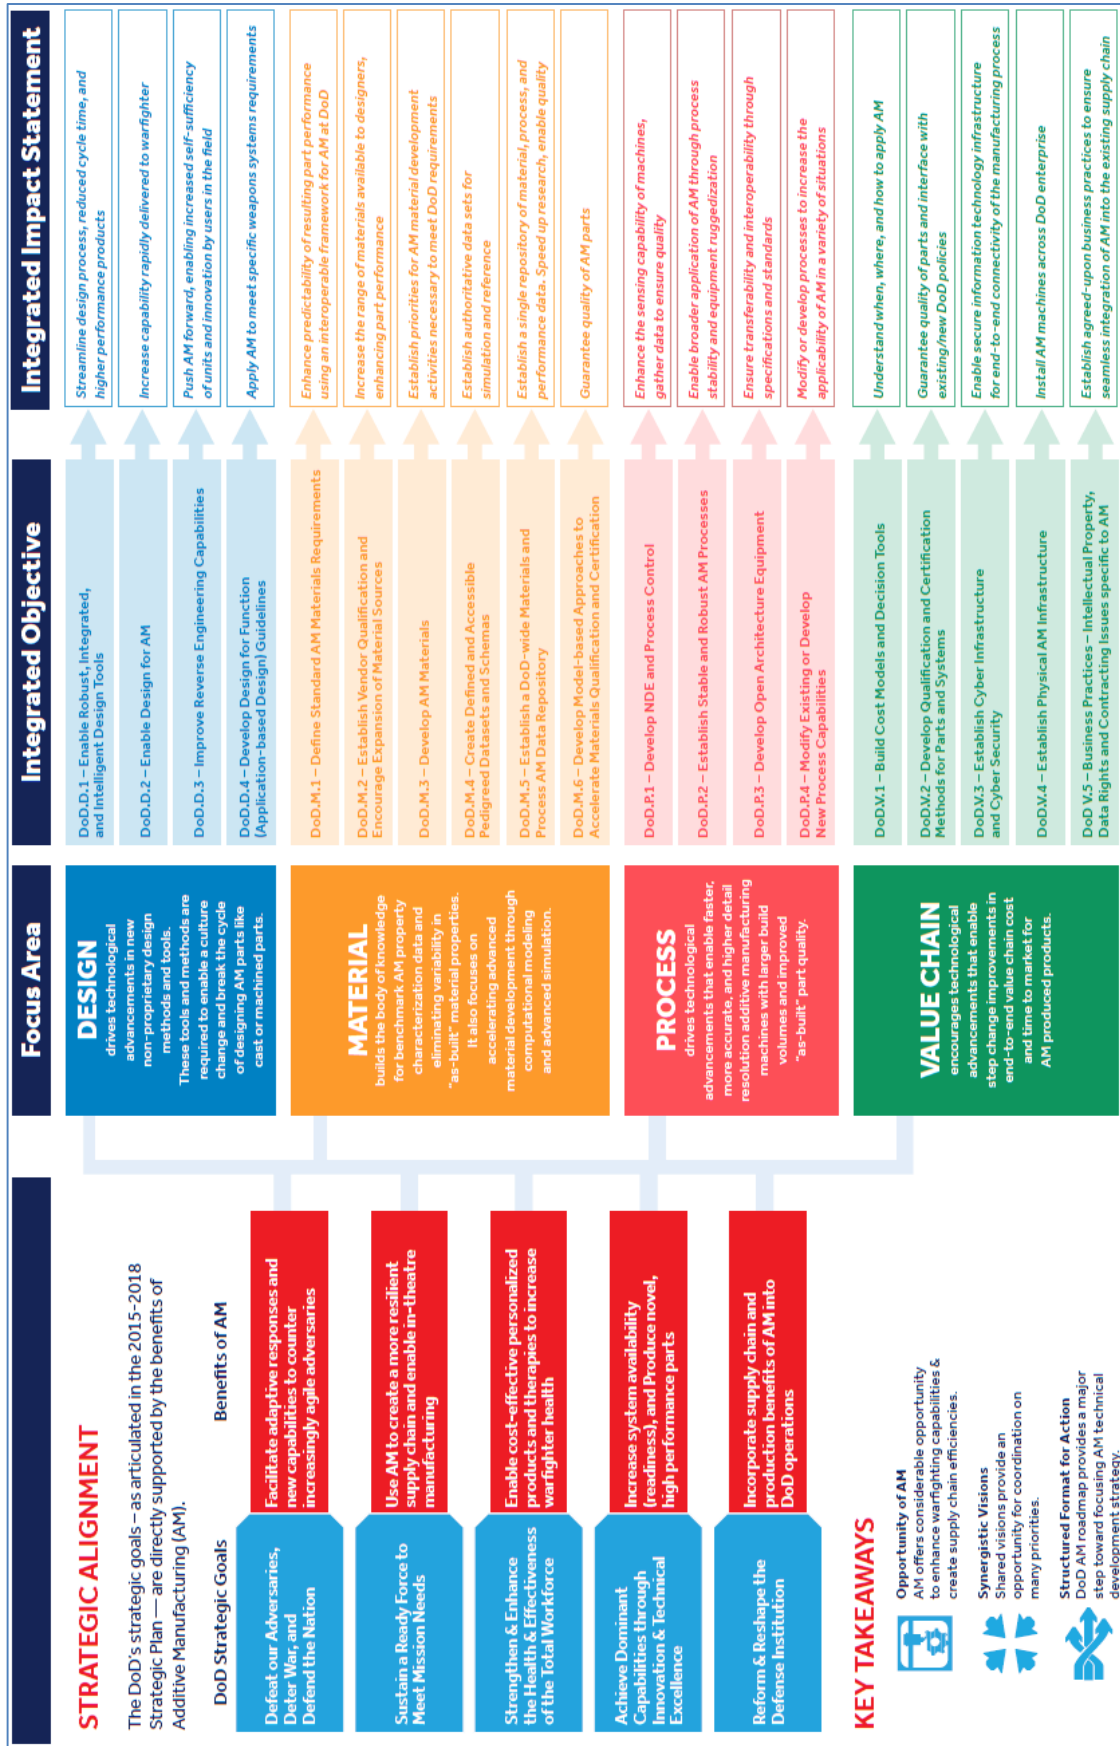 STRATEGIC ALIGNMENT
The DoD's strategic goals – as articulated in the 2015-2018
Strategic Plan — are directly supported by the benefits of
Additive Manufacturing (AM).
DoD Strategic Goals
Benefits of AM
Defeat our Adversaries,
Deter War, and
Defend the Nation
Facilitate adaptive responses and
new capabilities to counter
increasingly agile adversaries
Sustain a Ready Force to
Meet Mission Needs
Use AM to create a more resilient
supply chain and enable in-theatre
manufacturing
Strengthen & Enhance
the Health & Effectiveness
of the Total Workforce
Enable cost-effective personalized
products and therapies to increase
warfighter health
Achieve Dominant
Capabilities through
Innovation & Technical
Excellence
Increase system availability
(readiness), and Produce novel,
high performance parts
Reform & Reshape the
Defense Institution
Incorporate supply chain and
production benefits of AM into
DoD operations
KEY TAKEAWAYS
Opportunity of AM
AM offers considerable opportunity
to enhance warfighting capabilities &
create supply chain efficiencies.
Synergistic Visions
Shared visions provide an
opportunity for coordination on
many priorities.
Structured Format for Action
DoD AM roadmap provides a major
step toward focusing AM technical
development strategy.
Focus Area
Integrated Objective
Integrated Impact Statement
DESIGN
drives technological
advancements in new
non-proprietary design
methods and tools.
These tools and methods are
required to enable a culture
change and break the cycle
of designing AM parts like
cast or machined parts.
DoD.D.1 – Enable Robust, Integrated,
and Intelligent Design Tools
Streamline design process, reduced cycle time, and
higher performance products
DoD.D.2 – Enable Design for AM
Increase capability rapidly delivered to warfighter
DoD.D.3 – Improve Reverse Engineering Capabilities
Push AM forward, enabling increased self-sufficiency
of units and innovation by users in the field
DoD.D.4 – Develop Design for Function
(Application-based Design) Guidelines
Apply AM to meet specific weapons systems requirements
MATERIAL
builds the body of knowledge
for benchmark AM property
characterization data and
eliminating variability in
"as-built" material properties.
It also focuses on
accelerating advanced
material development through
computational modeling
and advanced simulation.
DoD.M.1 – Define Standard AM Materials Requirements
Enhance predictability of resulting part performance
using an interoperable framework for AM at DoD
DoD.M.2 – Establish Vendor Qualification and
Encourage Expansion of Material Sources
Increase the range of materials available to designers,
enhancing part performance
DoD.M.3 – Develop AM Materials
Establish priorities for AM material development
activities necessary to meet DoD requirements
DoD.M.4 – Create Defined and Accessible
Pedigreed Datasets and Schemas
Establish authoritative data sets for
simulation and reference
DoD.M.5 – Establish a DoD-wide Materials and
Process AM Data Repository
Establish a single repository of material, process, and
performance data. Speed up research, enable quality
DoD.M.6 – Develop Model-based Approaches to
Accelerate Materials Qualification and Certification
Guarantee quality of AM parts
PROCESS
drives technological
advancements that enable faster,
more accurate, and higher detail
resolution additive manufacturing
machines with larger build
volumes and improved
"as-built" part quality.
DoD.P.1 – Develop NDE and Process Control
Enhance the sensing capability of machines,
gather data to ensure quality
DoD.P.2 – Establish Stable and Robust AM Processes
Enable broader application of AM through process
stability and equipment ruggedization
DoD.P.3 – Develop Open Architecture Equipment
Ensure transferability and interoperability through
specifications and standards
DoD.P.4 – Modify Existing or Develop
New Process Capabilities
Modify or develop processes to increase the
applicability of AM in a variety of situations
VALUE CHAIN
encourages technological
advancements that enable
step change improvements in
end-to-end value chain cost
and time to market for
AM produced products.
DoD.V.1 – Build Cost Models and Decision Tools
Understand when, where, and how to apply AM
DoD.V.2 – Develop Qualification and Certification
Methods for Parts and Systems
Guarantee quality of parts and interface with
existing/new DoD policies
DoD.V.3 – Establish Cyber Infrastructure
and Cyber Security
Enable secure information technology infrastructure
for end-to-end connectivity of the manufacturing process
DoD.V.4 – Establish Physical AM Infrastructure
Install AM machines across DoD enterprise
DoD V.5 – Business Practices – Intellectual Property,
Data Rights and Contracting Issues specific to AM
Establish agreed-upon business practices to ensure
seamless integration of AM into the existing supply chain